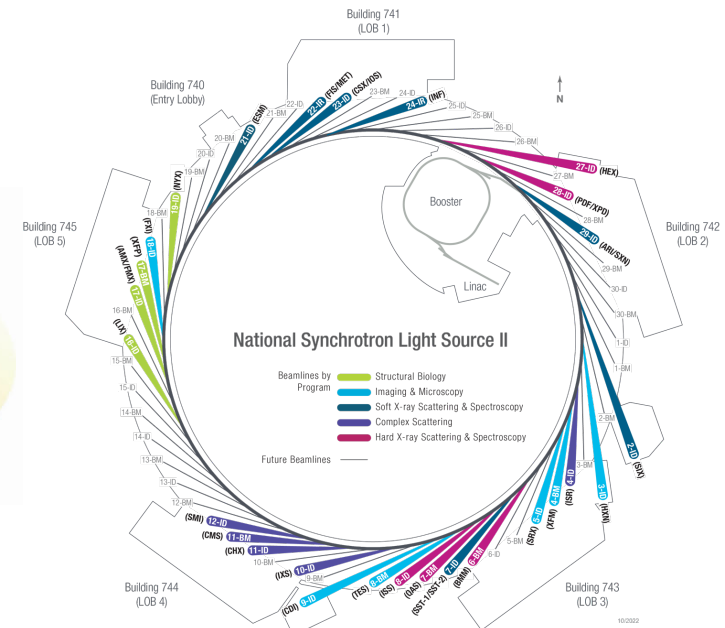 Building 741
(LOB 1)
Building 740
(Entry Lobby)
Building 745
(LOB 5)
Building 742
(LOB 2)
Building 744
(LOB 4)
Building 743
(LOB 3)
N
Booster
Linac
National Synchrotron Light Source II
Beamlines by
Program
Structural Biology
Imaging & Microscopy
Soft X-ray Scattering & Spectroscopy
Complex Scattering
Hard X-ray Scattering & Spectroscopy
Future Beamlines
22-ID
22-IR (FIS/MET)
23-ID (CSX/IOS)
23-BM
24-ID
24-IR (INF)
25-ID
25-BM
26-ID
26-BM
27-ID (HEX)
27-BM
28-ID (PDF/XPD)
28-BM
29-ID (ARI/SXN)
29-BM
30-ID
30-BM
1-ID
1-BM
2-ID (SIX)
2-BM
3-ID (HXN)
3-BM
4-ID (ISR)
4-BM (XFM)
5-ID (SRX)
5-BM
6-ID
6-BM (BMM)
7-ID (SST-1/SST-2)
7-BM (QAS)
8-ID (ISS)
8-BM (TES)
9-ID (CDI)
9-BM
10-ID (IXS)
10-BM
11-ID (CHX)
11-BM (CMS)
12-ID (SMI)
12-BM
13-ID
13-BM
14-ID
14-BM
15-ID
15-BM
16-ID (LIX)
16-BM
17-ID (AMX/FMX)
17-BM (XFP)
18-ID (FXI)
18-BM
19-ID (NYX)
19-BM
20-ID
20-BM
21-ID (ESM)
21-BM
10/2022